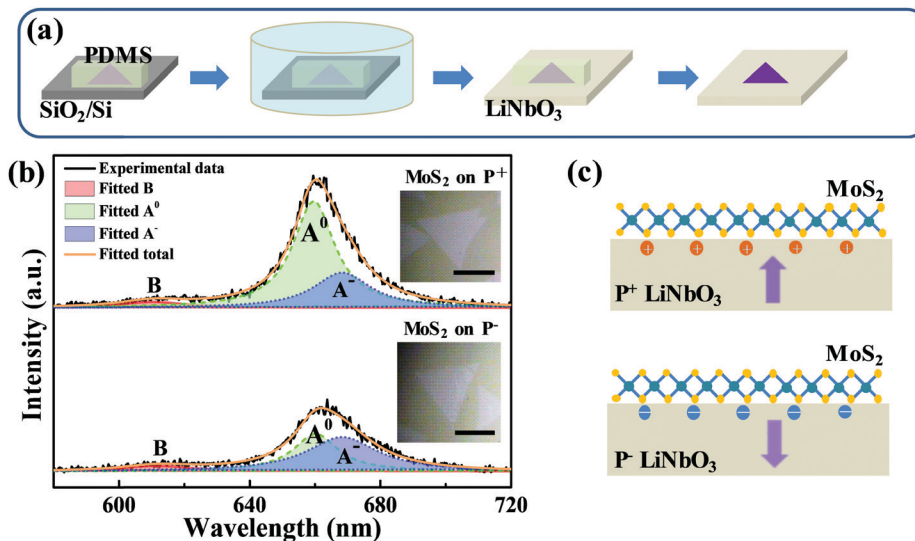 (a)
PDMS
SiO₂/Si
LiNbO₃
(b)
Experimental data
Fitted B
Fitted A⁰
Fitted A⁻
Fitted total
MoS₂ on P⁺
A⁰
B
A⁻
MoS₂ on P⁻
B
A⁰
A⁻
Intensity (a.u.)
600 640 680 720
Wavelength (nm)
(c)
MoS₂
+ + + + +
P⁺ LiNbO₃
MoS₂
− − − − −
P⁻ LiNbO₃